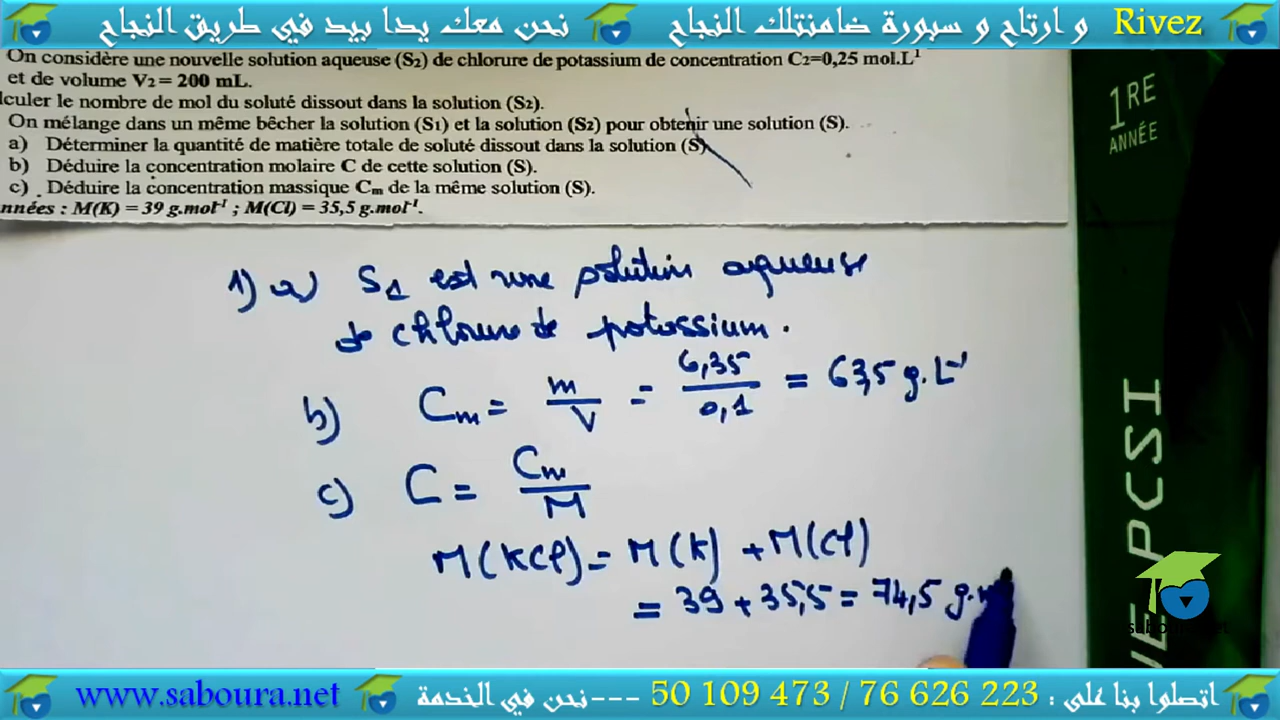 نحن معك يدا بيد في طريق النجاح و ارتاح و سبورة ضامنتلك النجاح Rivez
On considère une nouvelle solution aqueuse (S₂) de chlorure de potassium de concentration C₂=0,25 mol.L¹
et de volume V₂ = 200 mL.
lculer le nombre de mol du soluté dissout dans la solution (S₂).
On mélange dans un même bêcher la solution (S₁) et la solution (S₂) pour obtenir une solution (S).
a) Déterminer la quantité de matière totale de soluté dissout dans la solution (S)
b) Déduire la concentration molaire C de cette solution (S).
c) Déduire la concentration massique Cₘ de la même solution (S).
nnées : M(K) = 39 g.mol⁻¹ ; M(Cl) = 35,5 g.mol⁻¹.
1RE
ANNÉE
1) a) S₁ est une solution aqueuse
de chlorure de potassium.
b) Cₘ = m/V = 6,35/0,1 = 63,5 g.L⁻¹
c) C = Cₘ/M
M(KCl) = M(K) + M(Cl)
= 39 + 35,5 = 74,5 g.m
PCSI
www.saboura.net
اتصلوا بنا على : 50 109 473 / 76 626 223 ---نحن في الخدمة